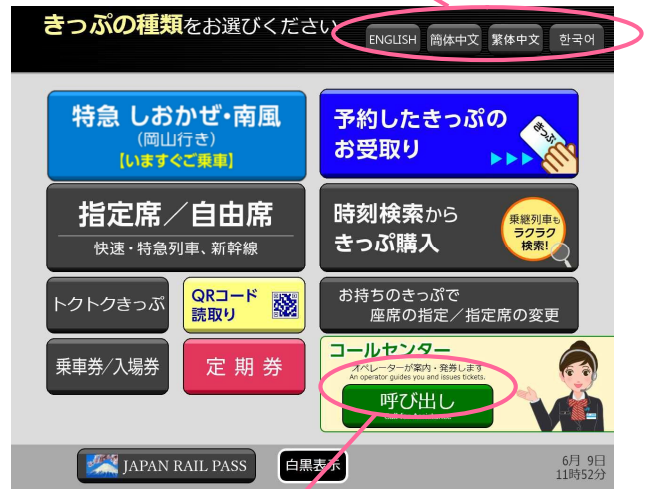 きっぷの種類をお選びください
ENGLISH
简体中文
繁体中文
한국어
特急 しおかぜ・南風
(岡山行き)
【いますぐご乗車】
予約したきっぷの
お受取り
きっぷ
指定席／自由席
快速・特急列車、新幹線
時刻検索から
きっぷ購入
乗継列車も
ラクラク
検索!
トクトクきっぷ
QRコード
読取り
お持ちのきっぷで
座席の指定／指定席の変更
乗車券/入場券
定期券
コールセンター
オペレーターが案内・発券します
An operator guides you and issues tickets.
呼び出し
JAPAN RAIL PASS
白黒表示
6月 9日
11時52分